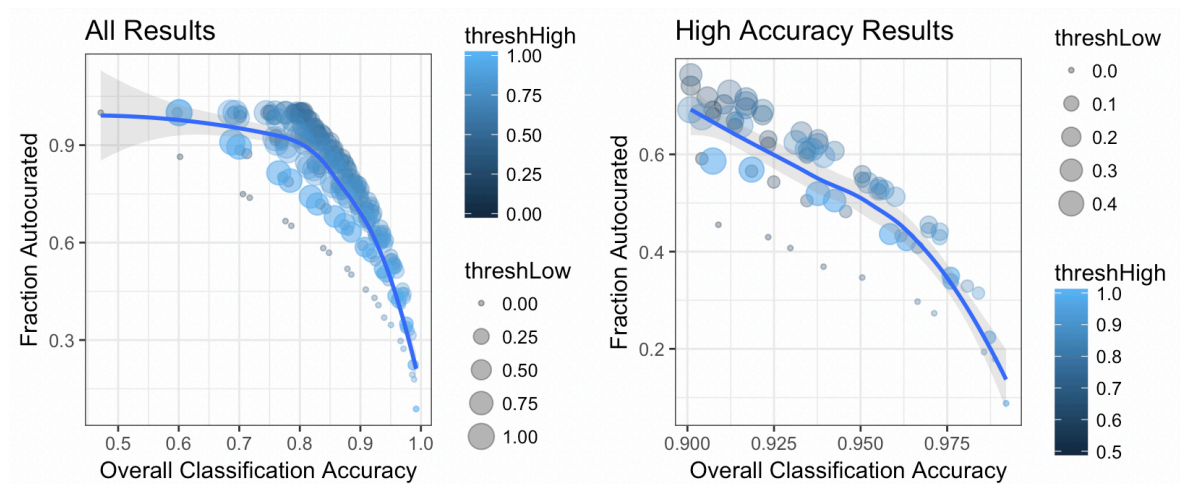 All Results
Fraction Autocurated
0.9
0.6
0.3
0.5 0.6 0.7 0.8 0.9 1.0
Overall Classification Accuracy
threshHigh
1.00
0.75
0.50
0.25
0.00
threshLow
0.00
0.25
0.50
0.75
1.00
High Accuracy Results
Fraction Autocurated
0.6
0.4
0.2
0.900 0.925 0.950 0.975
Overall Classification Accuracy
threshLow
0.0
0.1
0.2
0.3
0.4
threshHigh
1.0
0.9
0.8
0.7
0.6
0.5